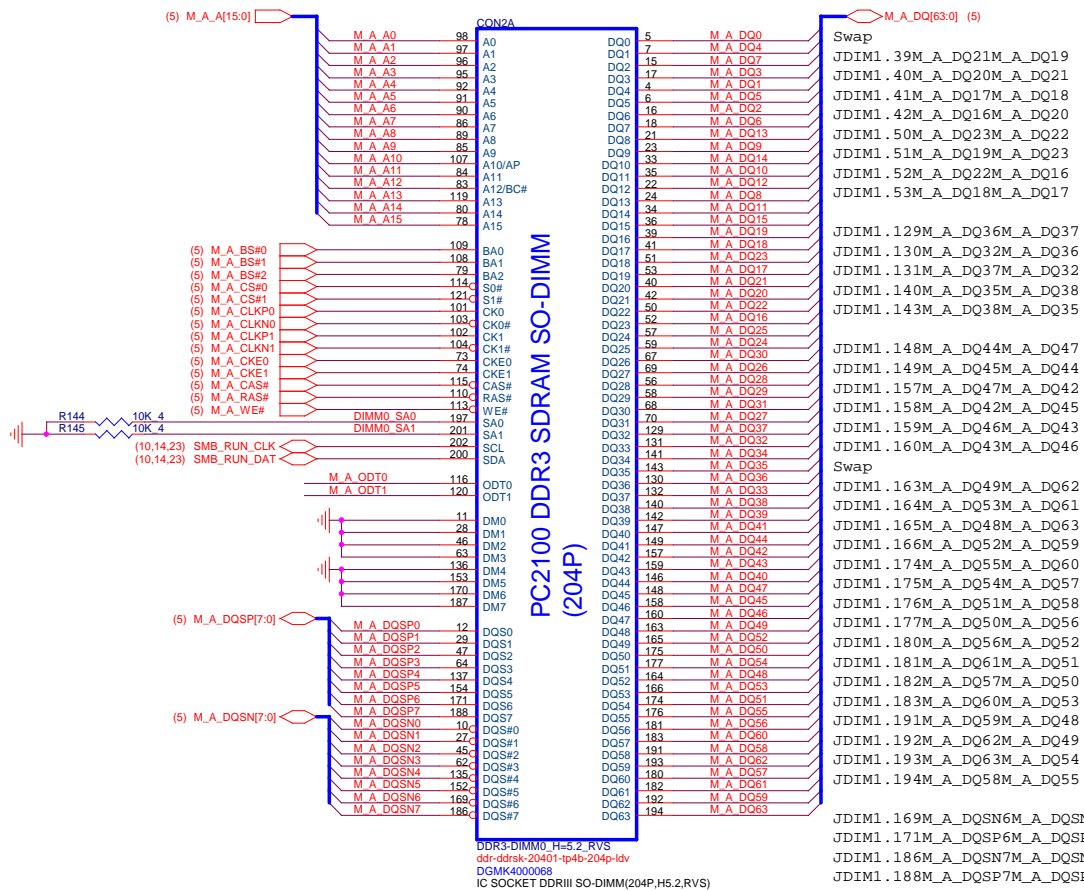 (5) M_A_A[15:0]
CON2A
M_A_A0 98 A0
M_A_A1 97 A1
M_A_A2 96 A2
M_A_A3 95 A3
M_A_A4 92 A4
M_A_A5 91 A5
M_A_A6 90 A6
M_A_A7 86 A7
M_A_A8 89 A8
M_A_A9 85 A9
M_A_A10 107 A10/AP
M_A_A11 84 A11
M_A_A12 83 A12/BC#
M_A_A13 119 A13
M_A_A14 80 A14
M_A_A15 78 A15
(5) M_A_BS#0 109 BA0
(5) M_A_BS#1 108 BA1
(5) M_A_BS#2 79 BA2
(5) M_A_CS#0 114 S0#
(5) M_A_CS#1 121 S1#
(5) M_A_CLKP0 101 CK0
(5) M_A_CLKN0 103 CK0#
(5) M_A_CLKP1 102 CK1
(5) M_A_CLKN1 104 CK1#
(5) M_A_CKE0 73 CKE0
(5) M_A_CKE1 74 CKE1
(5) M_A_CAS# 115 CAS#
(5) M_A_RAS# 110 RAS#
(5) M_A_WE# 113 WE#
R144 10K_4 DIMM0_SA0 197 SA0
R145 10K_4 DIMM0_SA1 201 SA1
(10,14,23) SMB_RUN_CLK 202 SCL
(10,14,23) SMB_RUN_DAT 200 SDA
M_A_ODT0 116 ODT0
M_A_ODT1 120 ODT1
11 DM0
28 DM1
46 DM2
63 DM3
136 DM4
153 DM5
170 DM6
187 DM7
(5) M_A_DQSP[7:0]
M_A_DQSP0 12 DQS0
M_A_DQSP1 29 DQS1
M_A_DQSP2 47 DQS2
M_A_DQSP3 64 DQS3
M_A_DQSP4 137 DQS4
M_A_DQSP5 154 DQS5
M_A_DQSP6 171 DQS6
M_A_DQSP7 188 DQS7
(5) M_A_DQSN[7:0]
M_A_DQSN0 10 DQS#0
M_A_DQSN1 27 DQS#1
M_A_DQSN2 45 DQS#2
M_A_DQSN3 62 DQS#3
M_A_DQSN4 135 DQS#4
M_A_DQSN5 152 DQS#5
M_A_DQSN6 169 DQS#6
M_A_DQSN7 186 DQS#7
PC2100 DDR3 SDRAM SO-DIMM
(204P)
M_A_DQ[63:0] (5)
DQ0 5 M_A_DQ0
DQ1 7 M_A_DQ4
DQ2 15 M_A_DQ7
DQ3 17 M_A_DQ3
DQ4 4 M_A_DQ1
DQ5 6 M_A_DQ5
DQ6 16 M_A_DQ2
DQ7 18 M_A_DQ6
DQ8 21 M_A_DQ13
DQ9 23 M_A_DQ9
DQ10 33 M_A_DQ14
DQ11 35 M_A_DQ10
DQ12 22 M_A_DQ12
DQ13 24 M_A_DQ8
DQ14 34 M_A_DQ11
DQ15 36 M_A_DQ15
DQ16 39 M_A_DQ19
DQ17 41 M_A_DQ18
DQ18 51 M_A_DQ23
DQ19 53 M_A_DQ17
DQ20 40 M_A_DQ21
DQ21 42 M_A_DQ20
DQ22 50 M_A_DQ22
DQ23 52 M_A_DQ16
DQ24 57 M_A_DQ25
DQ25 59 M_A_DQ24
DQ26 67 M_A_DQ30
DQ27 69 M_A_DQ26
DQ28 56 M_A_DQ28
DQ29 58 M_A_DQ29
DQ30 68 M_A_DQ31
DQ31 70 M_A_DQ27
DQ32 129 M_A_DQ37
DQ33 131 M_A_DQ32
DQ34 141 M_A_DQ34
DQ35 143 M_A_DQ35
DQ36 130 M_A_DQ36
DQ37 132 M_A_DQ33
DQ38 140 M_A_DQ38
DQ39 142 M_A_DQ39
DQ40 147 M_A_DQ41
DQ41 149 M_A_DQ44
DQ42 157 M_A_DQ42
DQ43 159 M_A_DQ43
DQ44 146 M_A_DQ40
DQ45 148 M_A_DQ47
DQ46 158 M_A_DQ45
DQ47 160 M_A_DQ46
DQ48 163 M_A_DQ49
DQ49 165 M_A_DQ52
DQ50 175 M_A_DQ50
DQ51 177 M_A_DQ54
DQ52 164 M_A_DQ48
DQ53 166 M_A_DQ53
DQ54 174 M_A_DQ51
DQ55 176 M_A_DQ55
DQ56 181 M_A_DQ56
DQ57 183 M_A_DQ60
DQ58 191 M_A_DQ58
DQ59 193 M_A_DQ62
DQ60 180 M_A_DQ57
DQ61 182 M_A_DQ61
DQ62 192 M_A_DQ59
DQ63 194 M_A_DQ63
DDR3-DIMM0_H=5.2_RVS
ddr-ddrsk-20401-tp4b-204p-ldv
DGMK4000068
IC SOCKET DDRIII SO-DIMM(204P,H5.2,RVS)
Swap
JDIM1.39M_A_DQ21M_A_DQ19
JDIM1.40M_A_DQ20M_A_DQ21
JDIM1.41M_A_DQ17M_A_DQ18
JDIM1.42M_A_DQ16M_A_DQ20
JDIM1.50M_A_DQ23M_A_DQ22
JDIM1.51M_A_DQ19M_A_DQ23
JDIM1.52M_A_DQ22M_A_DQ16
JDIM1.53M_A_DQ18M_A_DQ17
JDIM1.129M_A_DQ36M_A_DQ37
JDIM1.130M_A_DQ32M_A_DQ36
JDIM1.131M_A_DQ37M_A_DQ32
JDIM1.140M_A_DQ35M_A_DQ38
JDIM1.143M_A_DQ38M_A_DQ35
JDIM1.148M_A_DQ44M_A_DQ47
JDIM1.149M_A_DQ45M_A_DQ44
JDIM1.157M_A_DQ47M_A_DQ42
JDIM1.158M_A_DQ42M_A_DQ45
JDIM1.159M_A_DQ46M_A_DQ43
JDIM1.160M_A_DQ43M_A_DQ46
Swap
JDIM1.163M_A_DQ49M_A_DQ62
JDIM1.164M_A_DQ53M_A_DQ61
JDIM1.165M_A_DQ48M_A_DQ63
JDIM1.166M_A_DQ52M_A_DQ59
JDIM1.174M_A_DQ55M_A_DQ60
JDIM1.175M_A_DQ54M_A_DQ57
JDIM1.176M_A_DQ51M_A_DQ58
JDIM1.177M_A_DQ50M_A_DQ56
JDIM1.180M_A_DQ56M_A_DQ52
JDIM1.181M_A_DQ61M_A_DQ51
JDIM1.182M_A_DQ57M_A_DQ50
JDIM1.183M_A_DQ60M_A_DQ53
JDIM1.191M_A_DQ59M_A_DQ48
JDIM1.192M_A_DQ62M_A_DQ49
JDIM1.193M_A_DQ63M_A_DQ54
JDIM1.194M_A_DQ58M_A_DQ55
JDIM1.169M_A_DQSN6M_A_DQSN
JDIM1.171M_A_DQSP6M_A_DQSP
JDIM1.186M_A_DQSN7M_A_DQSN
JDIM1.188M_A_DQSP7M_A_DQSP